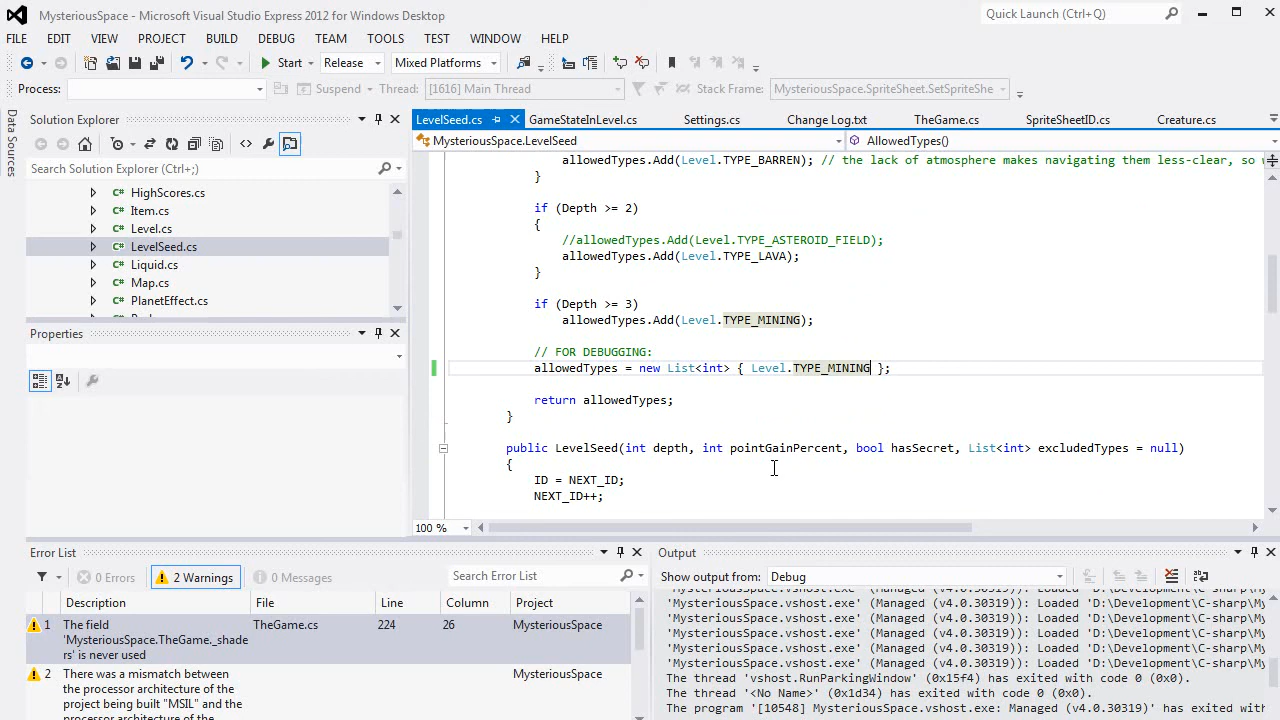 MysteriousSpace - Microsoft Visual Studio Express 2012 for Windows Desktop
Quick Launch (Ctrl+Q)
FILE EDIT VIEW PROJECT BUILD DEBUG TEAM TOOLS TEST WINDOW HELP
Start Release Mixed Platforms
Process: Suspend Thread: [1616] Main Thread Stack Frame: MysteriousSpace.SpriteSheet.SetSpriteShe
Data Sources
Solution Explorer
Search Solution Explorer (Ctrl+;)
HighScores.cs
Item.cs
Level.cs
LevelSeed.cs
Liquid.cs
Map.cs
PlanetEffect.cs
Properties
LevelSeed.cs GameStateInLevel.cs Settings.cs Change Log.txt TheGame.cs SpriteSheetID.cs Creature.cs
MysteriousSpace.LevelSeed AllowedTypes()
allowedTypes.Add(Level.TYPE_BARREN); // the lack of atmosphere makes navigating them less-clear, so
}
if (Depth >= 2)
{
//allowedTypes.Add(Level.TYPE_ASTEROID_FIELD);
allowedTypes.Add(Level.TYPE_LAVA);
}
if (Depth >= 3)
allowedTypes.Add(Level.TYPE_MINING);
// FOR DEBUGGING:
allowedTypes = new List<int> { Level.TYPE_MINING };
return allowedTypes;
}
public LevelSeed(int depth, int pointGainPercent, bool hasSecret, List<int> excludedTypes = null)
{
ID = NEXT_ID;
NEXT_ID++;
100 %
Error List
0 Errors 2 Warnings 0 Messages Search Error List
Description File Line Column Project
1 The field 'MysteriousSpace.TheGame._shade TheGame.cs 224 26 MysteriousSpace
rs' is never used
2 There was a mismatch MysteriousSpace
between the
processor architecture of the
project being built "MSIL" and the
processor architecture of the
Output
Show output from: Debug
'MysteriousSpace.vshost.exe' (Managed (v4.0.30319)): Loaded 'D:\Development\C-sharp\My
'MysteriousSpace.vshost.exe' (Managed (v4.0.30319)): Loaded 'D:\Development\C-sharp\My
'MysteriousSpace.vshost.exe' (Managed (v4.0.30319)): Loaded 'D:\Development\C-sharp\My
'MysteriousSpace.vshost.exe' (Managed (v4.0.30319)): Loaded 'D:\Development\C-sharp\My
'MysteriousSpace.vshost.exe' (Managed (v4.0.30319)): Loaded 'D:\Development\C-sharp\My
'MysteriousSpace.vshost.exe' (Managed (v4.0.30319)): Loaded 'D:\Development\C-sharp\My
The thread 'vshost.RunParkingWindow' (0x15f4) has exited with code 0 (0x0).
The thread '<No Name>' (0x1d34) has exited with code 0 (0x0).
The program '[10548] MysteriousSpace.vshost.exe: Managed (v4.0.30319)' has exited with